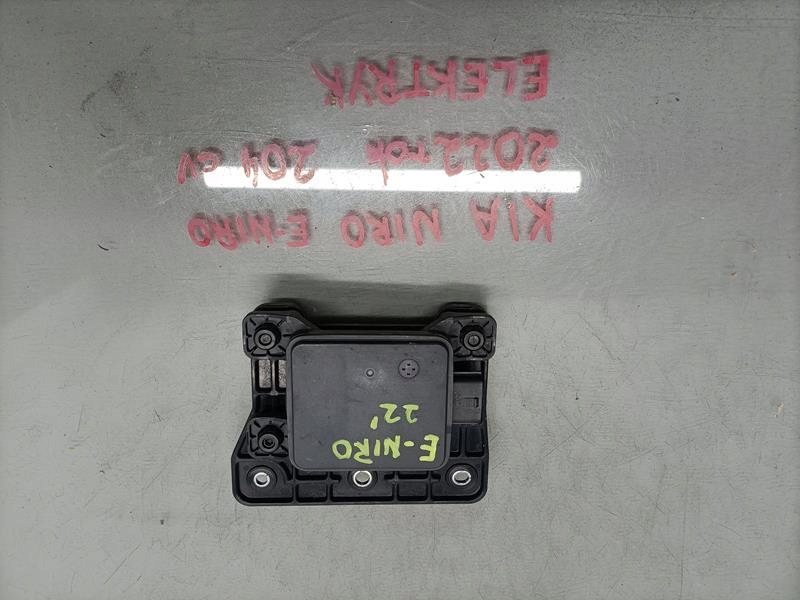 KIA NIRO E-NIRO
2022 rok 204 CV
ELEKTRYK
E-NIRO
22'